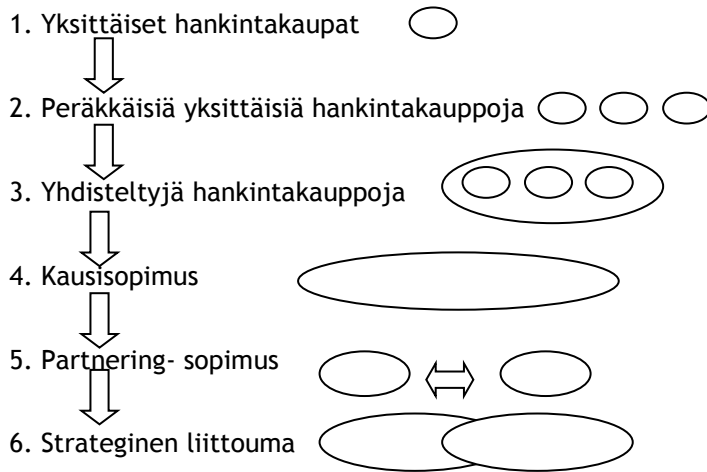 1. Yksittäiset hankintakaupat
2. Peräkkäisiä yksittäisiä hankintakauppoja
3. Yhdisteltyjä hankintakauppoja
4. Kausisopimus
5. Partnering- sopimus
6. Strateginen liittouma